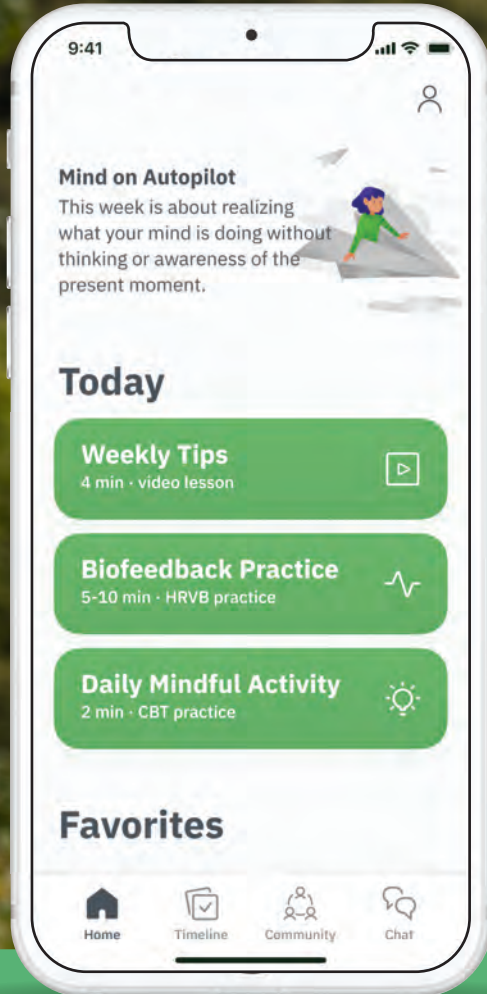 9:41
Mind on Autopilot
This week is about realizing
what your mind is doing without
thinking or awareness of the
present moment.
Today
Weekly Tips
4 min · video lesson
Biofeedback Practice
5-10 min · HRVB practice
Daily Mindful Activity
2 min · CBT practice
Favorites
Home Timeline Community Chat